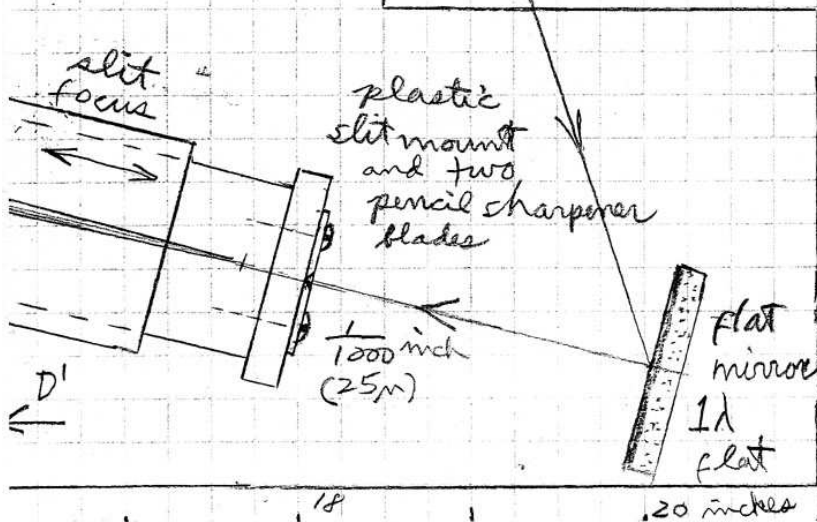 slit
focus
plastic
slit mount
and two
pencil sharpener
blades
1/1000 inch
(25μ)
D'
flat
mirror
1λ
flat
18
20 inches